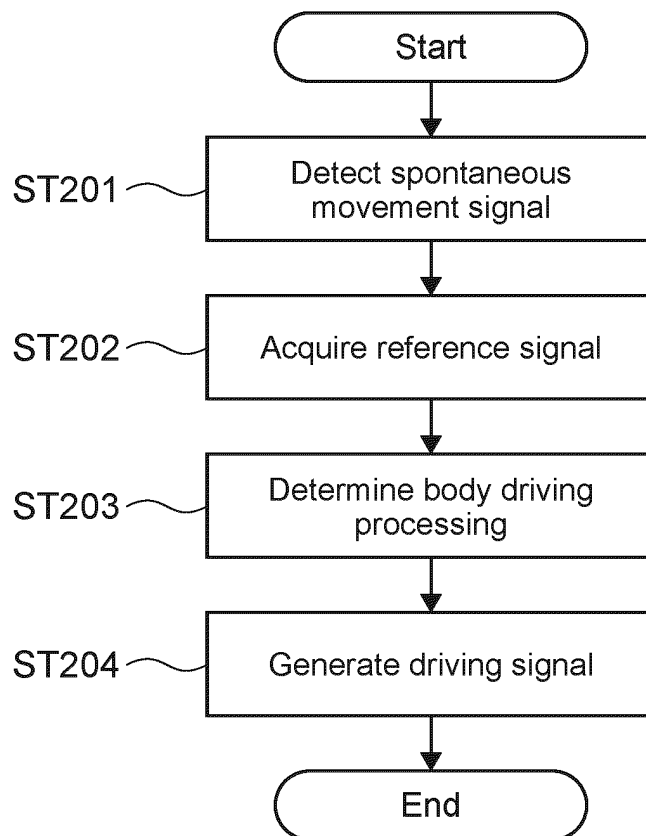 Start
ST201
Detect spontaneous
movement signal
ST202
Acquire reference signal
ST203
Determine body driving
processing
ST204
Generate driving signal
End